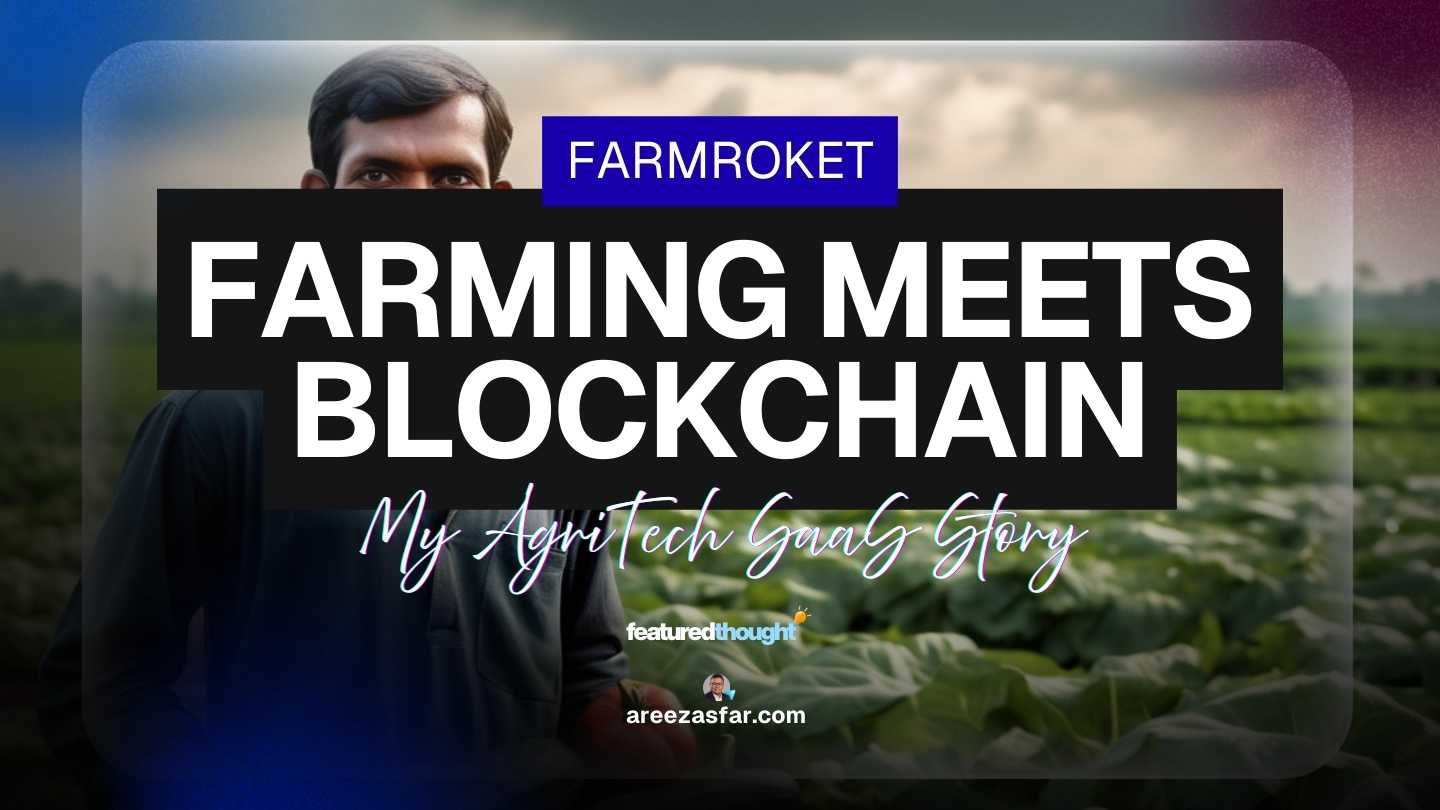 FARMROKET
FARMING MEETS
BLOCKCHAIN
My AgriTech SaaS Story
featuredthought
areezasfar.com